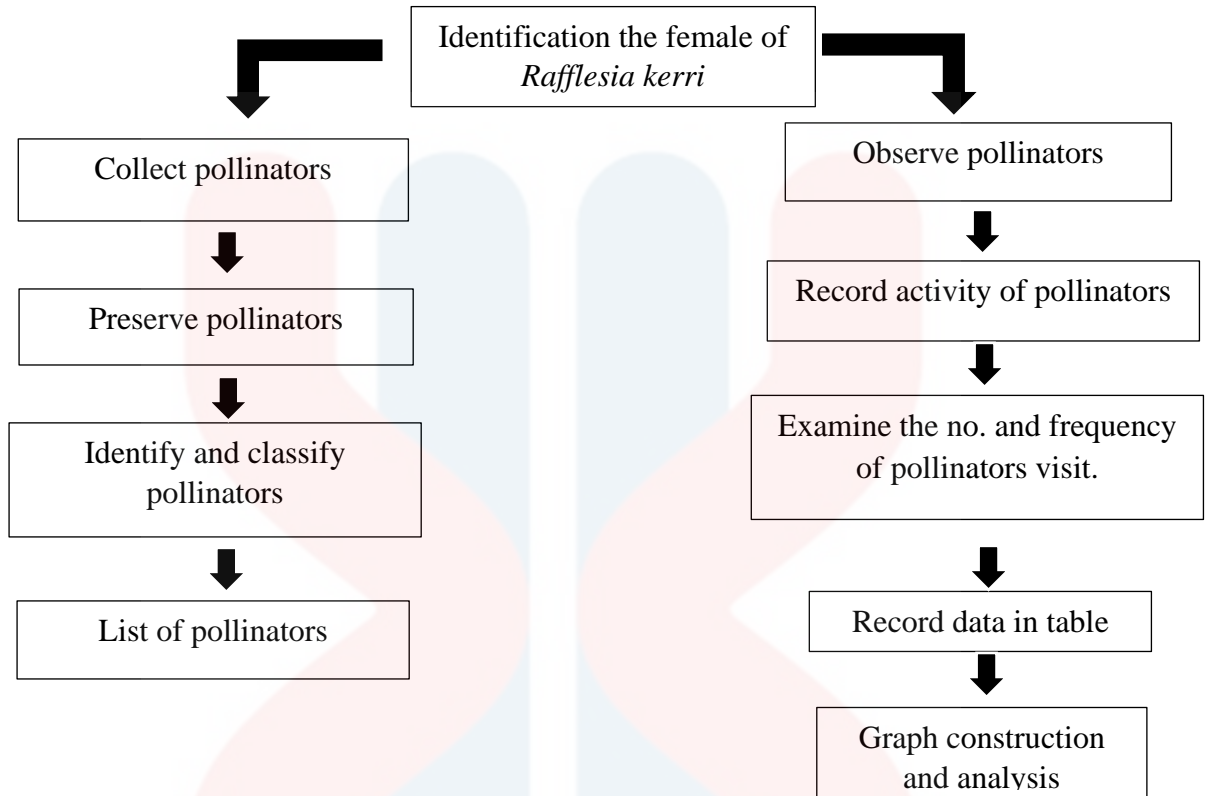 Identification the female of
Rafflesia kerri
Collect pollinators
Preserve pollinators
Identify and classify
pollinators
List of pollinators
Observe pollinators
Record activity of pollinators
Examine the no. and frequency
of pollinators visit.
Record data in table
Graph construction
and analysis